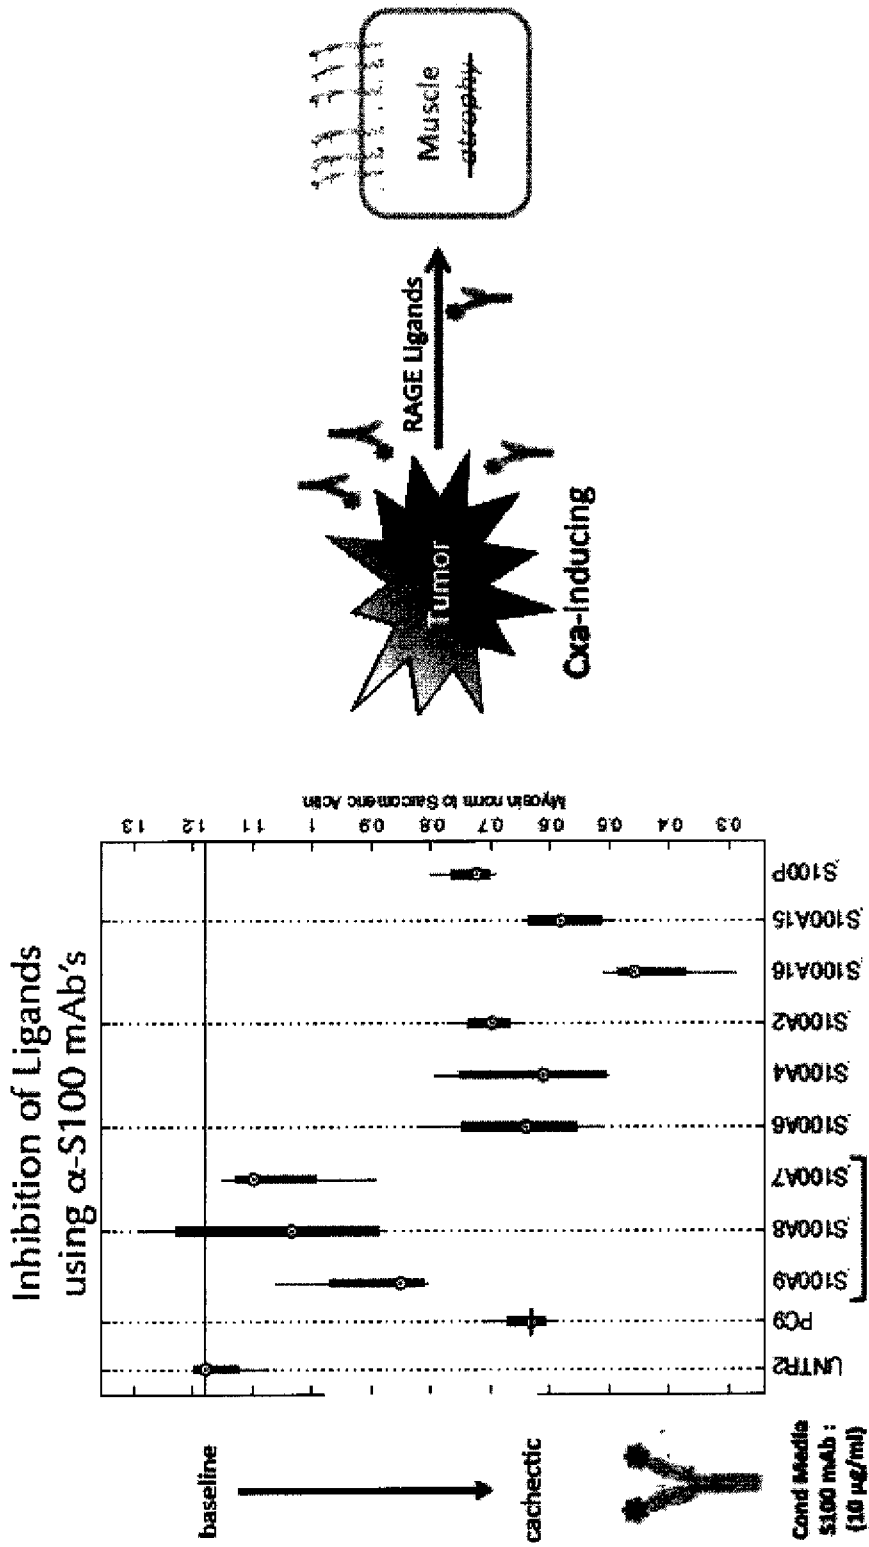 Inhibition of Ligands
using α-S100 mAb's
baseline
cachectic
Cond Media
S100 mAb :
(10 µg/ml)
UNTR2
PC9
S100A9
S100A8
S100A7
S100A6
S100A4
S100A2
S100A16
S100A15
S100P
1.3
1.2
1.1
1
0.9
0.8
0.7
0.6
0.5
0.4
0.3
Myosin norm to Sarcomeric Actin
Tumor
Cxa-Inducing
RAGE Ligands
Muscle
atrophy